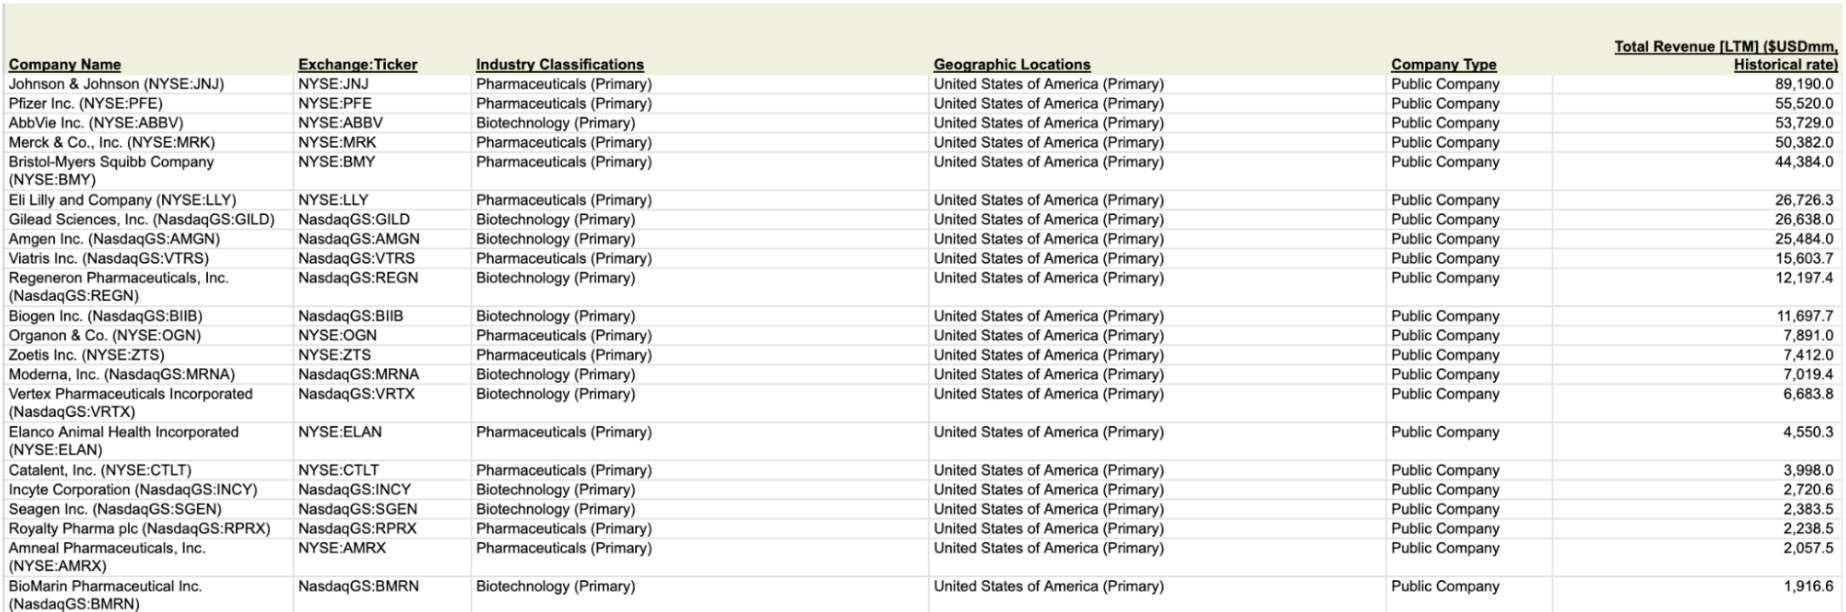 Total Revenue [LTM] ($USDmm,
Company Name Exchange:Ticker Industry Classifications Geographic Locations Company Type Historical rate)
Johnson & Johnson (NYSE:JNJ) NYSE:JNJ Pharmaceuticals (Primary) United States of America (Primary) Public Company 89,190.0
Pfizer Inc. (NYSE:PFE) NYSE:PFE Pharmaceuticals (Primary) United States of America (Primary) Public Company 55,520.0
AbbVie Inc. (NYSE:ABBV) NYSE:ABBV Biotechnology (Primary) United States of America (Primary) Public Company 53,729.0
Merck & Co., Inc. (NYSE:MRK) NYSE:MRK Pharmaceuticals (Primary) United States of America (Primary) Public Company 50,382.0
Bristol-Myers Squibb Company NYSE:BMY Pharmaceuticals (Primary) United States of America (Primary) Public Company 44,384.0
(NYSE:BMY)
Eli Lilly and Company (NYSE:LLY) NYSE:LLY Pharmaceuticals (Primary) United States of America (Primary) Public Company 26,726.3
Gilead Sciences, Inc. (NasdaqGS:GILD) NasdaqGS:GILD Biotechnology (Primary) United States of America (Primary) Public Company 26,638.0
Amgen Inc. (NasdaqGS:AMGN) NasdaqGS:AMGN Biotechnology (Primary) United States of America (Primary) Public Company 25,484.0
Viatris Inc. (NasdaqGS:VTRS) NasdaqGS:VTRS Pharmaceuticals (Primary) United States of America (Primary) Public Company 15,603.7
Regeneron Pharmaceuticals, Inc. NasdaqGS:REGN Biotechnology (Primary) United States of America (Primary) Public Company 12,197.4
(NasdaqGS:REGN)
Biogen Inc. (NasdaqGS:BIIB) NasdaqGS:BIIB Biotechnology (Primary) United States of America (Primary) Public Company 11,697.7
Organon & Co. (NYSE:OGN) NYSE:OGN Pharmaceuticals (Primary) United States of America (Primary) Public Company 7,891.0
Zoetis Inc. (NYSE:ZTS) NYSE:ZTS Pharmaceuticals (Primary) United States of America (Primary) Public Company 7,412.0
Moderna, Inc. (NasdaqGS:MRNA) NasdaqGS:MRNA Biotechnology (Primary) United States of America (Primary) Public Company 7,019.4
Vertex Pharmaceuticals Incorporated NasdaqGS:VRTX Biotechnology (Primary) United States of America (Primary) Public Company 6,683.8
(NasdaqGS:VRTX)
Elanco Animal Health Incorporated NYSE:ELAN Pharmaceuticals (Primary) United States of America (Primary) Public Company 4,550.3
(NYSE:ELAN)
Catalent, Inc. (NYSE:CTLT) NYSE:CTLT Pharmaceuticals (Primary) United States of America (Primary) Public Company 3,998.0
Incyte Corporation (NasdaqGS:INCY) NasdaqGS:INCY Biotechnology (Primary) United States of America (Primary) Public Company 2,720.6
Seagen Inc. (NasdaqGS:SGEN) NasdaqGS:SGEN Biotechnology (Primary) United States of America (Primary) Public Company 2,383.5
Royalty Pharma plc (NasdaqGS:RPRX) NasdaqGS:RPRX Pharmaceuticals (Primary) United States of America (Primary) Public Company 2,238.5
Amneal Pharmaceuticals, Inc. NYSE:AMRX Pharmaceuticals (Primary) United States of America (Primary) Public Company 2,057.5
(NYSE:AMRX)
BioMarin Pharmaceutical Inc. NasdaqGS:BMRN Biotechnology (Primary) United States of America (Primary) Public Company 1,916.6
(NasdaqGS:BMRN)